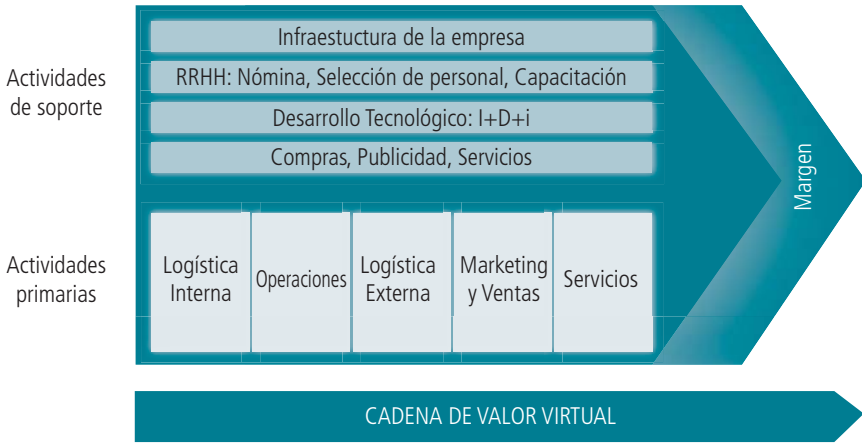 Actividades
de soporte
Infraestuctura de la empresa
RRHH: Nómina, Selección de personal, Capacitación
Desarrollo Tecnológico: I+D+i
Compras, Publicidad, Servicios
Margen
Actividades
primarias
Logística
Interna
Operaciones
Logística
Externa
Marketing
y Ventas
Servicios
CADENA DE VALOR VIRTUAL